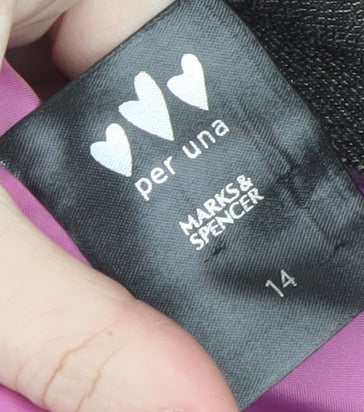 per una
MARKS &
SPENCER
14